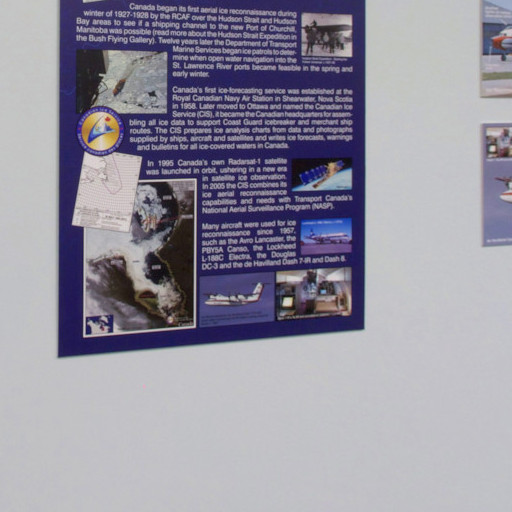 Canada began its first aerial ice reconnaissance during
winter of 1927-1928 by the RCAF over the Hudson Strait and Hudson
Bay areas to see if a shipping channel to the new Port of Churchill,
Manitoba was possible (read more about the Hudson Strait Expedition in
the Bush Flying Gallery). Twelve years later the Department of Transport
Marine Services began ice patrols to deter-
mine when open water navigation into the
St. Lawrence River ports became feasible in the spring and
early winter.
Canada's first ice-forecasting service was established at the
Royal Canadian Navy Air Station in Shearwater, Nova Scotia
in 1958. Later moved to Ottawa and named the Canadian Ice
Service (CIS), it became the Canadian headquarters for assem-
bling all ice data to support Coast Guard icebreaker and merchant ship
routes. The CIS prepares ice analysis charts from data and photographs
supplied by ships, aircraft and satellites and writes ice forecasts, warnings
and bulletins for all ice-covered waters in Canada.
In 1995 Canada's own Radarsat-1 satellite
was launched in orbit, ushering in a new era
in satellite ice observation.
In 2005 the CIS combines its
ice aerial reconnaissance
capabilities and needs with Transport Canada's
National Aerial Surveillance Program (NASP).
Many aircraft were used for ice
reconnaissance since 1957,
such as the Avro Lancaster, the
PBY5A Canso, the Lockheed
L-188C Electra, the Douglas
DC-3 and the de Havilland Dash 7-IR and Dash 8.